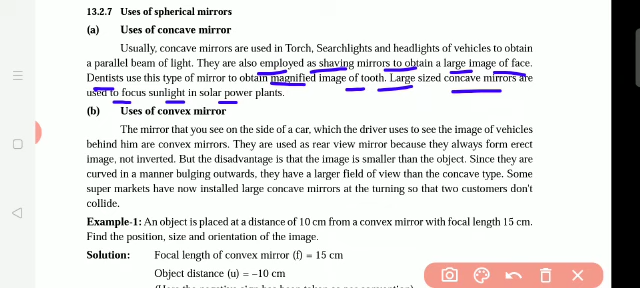 13.2.7 Uses of spherical mirrors
(a) Uses of concave mirror
Usually, concave mirrors are used in Torch, Searchlights and headlights of vehicles to obtain
a parallel beam of light. They are also employed as shaving mirrors to obtain a large image of face.
Dentists use this type of mirror to obtain magnified image of tooth. Large sized concave mirrors are
used to focus sunlight in solar power plants.
(b) Uses of convex mirror
The mirror that you see on the side of a car, which the driver uses to see the image of vehicles
behind him are convex mirrors. They are used as rear view mirror because they always form erect
image, not inverted. But the disadvantage is that the image is smaller than the object. Since they are
curved in a manner bulging outwards, they have a larger field of view than the concave type. Some
super markets have now installed large concave mirrors at the turning so that two customers don't
collide.
Example-1: An object is placed at a distance of 10 cm from a convex mirror with focal length 15 cm.
Find the position, size and orientation of the image.
Solution: Focal length of convex mirror (f) = 15 cm
Object distance (u) = –10 cm